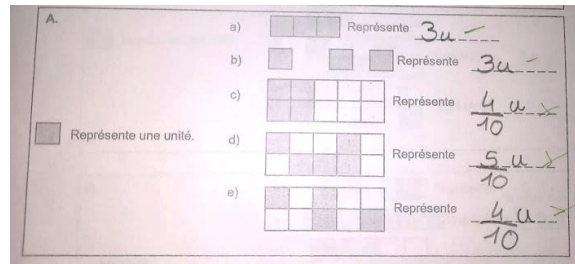 A.
a) Représente 3u
b) Représente 3u
c) Représente 4/10 u
Représente une unité.
d) Représente 5/10 u
e) Représente 4/10 u